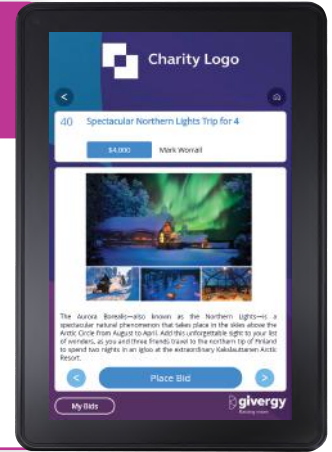 Charity Logo
40 Spectacular Northern Lights Trip for 4
$4,000 Mark Worrall
The Aurora Borealis—also known as the Northern Lights—is a
spectacular natural phenomenon that takes place in the skies above the
Arctic Circle from August to April. Add this unforgettable sight to your list
of wonders, as you and three friends travel to the northern tip of Finland
to spend two nights in an igloo at the extraordinary Kakslauttanen Arctic
Resort.
< Place Bid >
My Bids
givergy